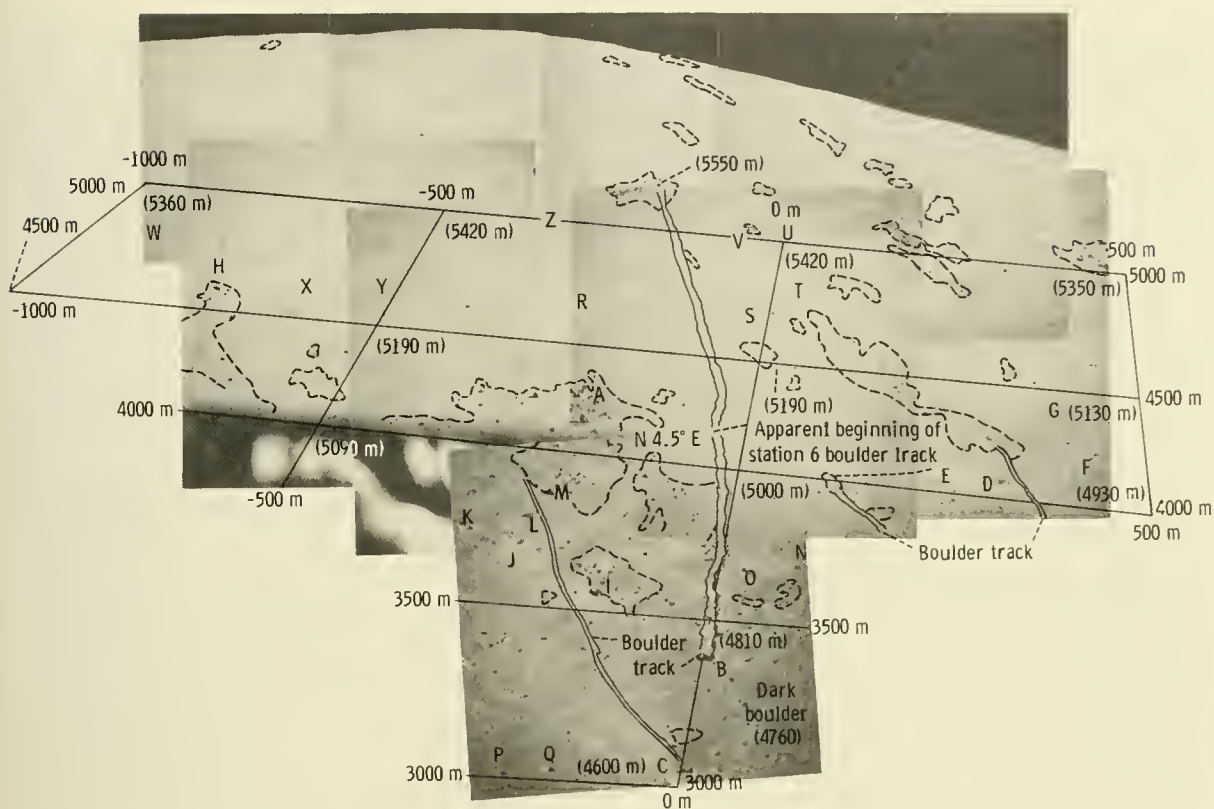 (5550 m)
-1000 m
5000 m
(5360 m)
-500 m
4500 m
W
(5420 m)
Z
0 m
V
U
(5420 m)
500 m
5000 m
(5350 m)
H
X
Y
R
T
-1000 m
S
(5190 m)
A
(5190 m)
G
(5130 m)
4500 m
4000 m
(5090 m)
N 4.5° E
Apparent beginning of
station 6 boulder track
-500 m
M
(5000 m)
E
D
F
(4930 m)
4000 m
500 m
K
L
J
I
O
N
Boulder track
3500 m
3500 m
Boulder
track
(4810 m)
B
Dark
boulder
(4760)
P
Q
(4600 m)
C
3000 m
3000 m
0 m